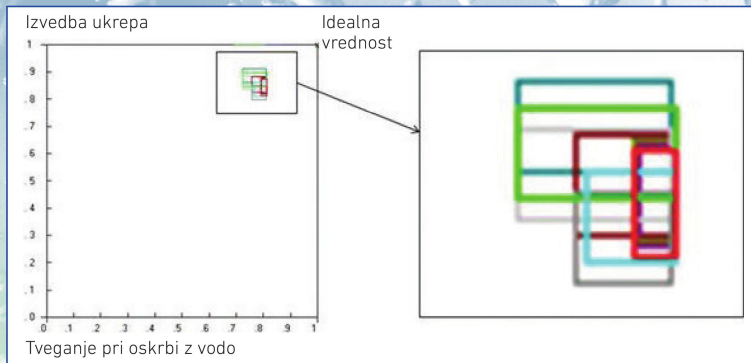 Izvedba ukrepa
Idealna
vrednost
1
.9
.8
.7
.6
.5
.4
.3
.2
.1
0
.0 .1 .2 .3 .4 .5 .6 .7 .8 .9 1
Tveganje pri oskrbi z vodo